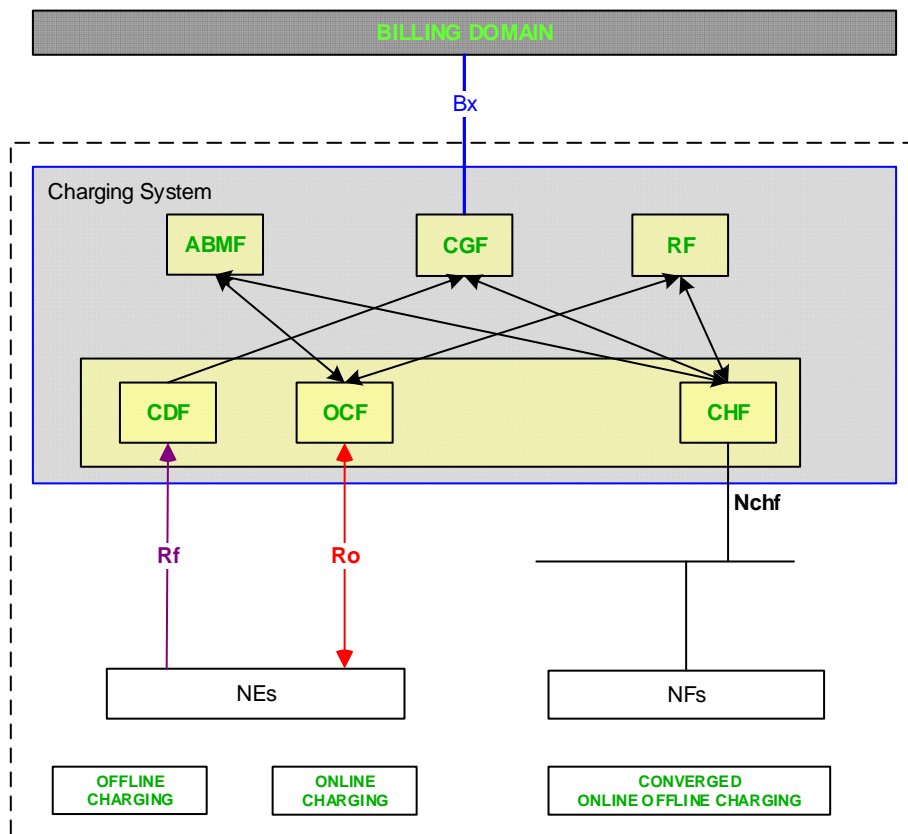 BILLING DOMAIN
Bx
Charging System
ABMF
CGF
RF
CDF
OCF
CHF
Nchf
Rf
Ro
NEs
NFs
OFFLINE
CHARGING
ONLINE
CHARGING
CONVERGED
ONLINE OFFLINE CHARGING